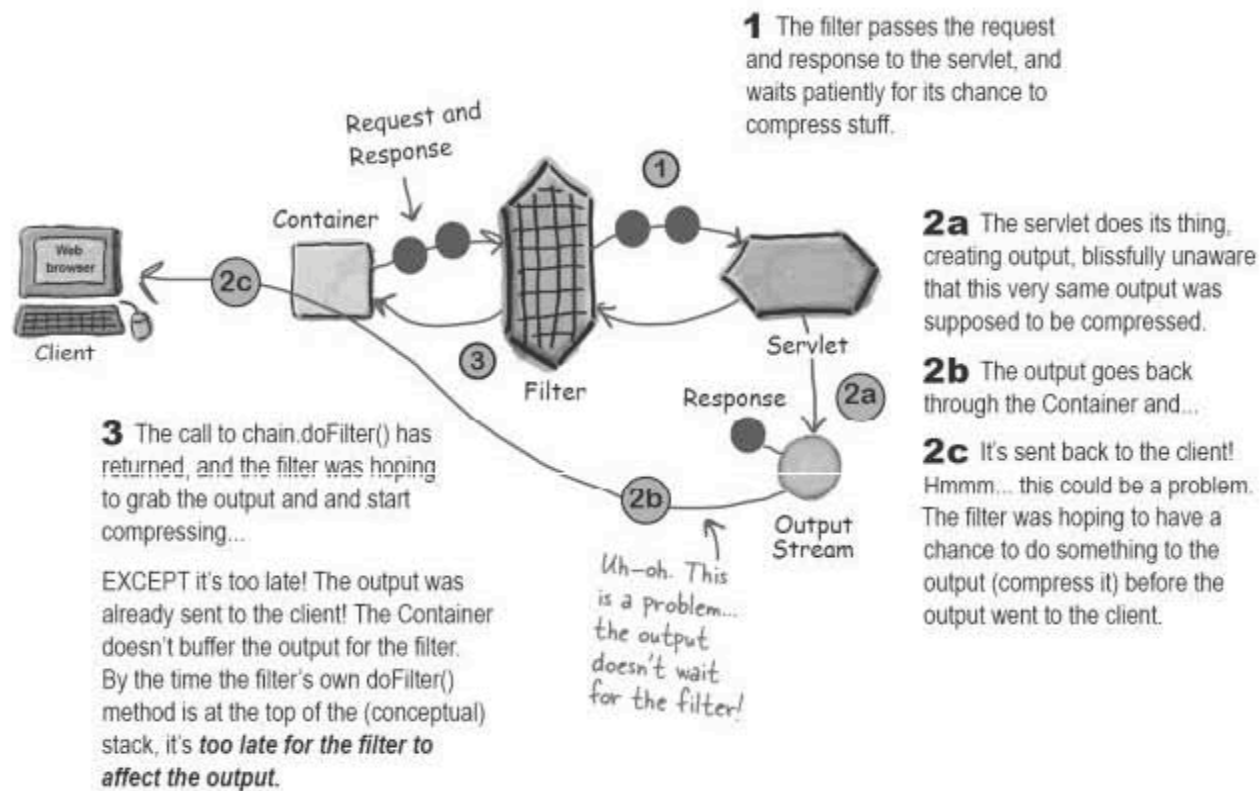 1 The filter passes the request
and response to the servlet, and
waits patiently for its chance to
compress stuff.
Request and
Response
1
Container
Web
browser
2c
Client
3
Filter
Servlet
2a The servlet does its thing,
creating output, blissfully unaware
that this very same output was
supposed to be compressed.
2b The output goes back
through the Container and...
2c It's sent back to the client!
Hmmm... this could be a problem.
The filter was hoping to have a
chance to do something to the
output (compress it) before the
output went to the client.
Response
2a
2b
Output
Stream
Uh-oh. This
is a problem...
the output
doesn't wait
for the filter!
3 The call to chain.doFilter() has
returned, and the filter was hoping
to grab the output and and start
compressing...
EXCEPT it's too late! The output was
already sent to the client! The Container
doesn't buffer the output for the filter.
By the time the filter's own doFilter()
method is at the top of the (conceptual)
stack, it's too late for the filter to
affect the output.